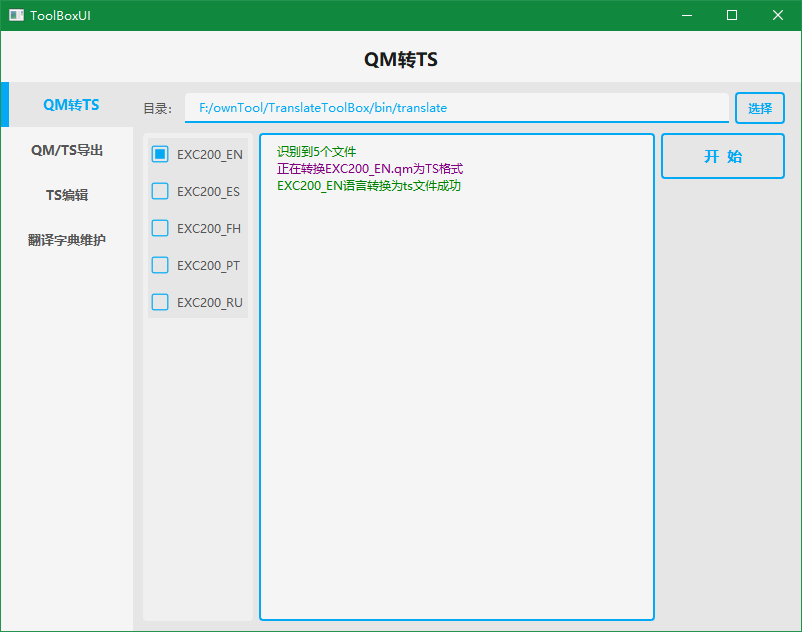 ToolBoxUI
QM转TS
QM转TS
QM/TS导出
TS编辑
翻译字典维护
目录:
F:/ownTool/TranslateToolBox/bin/translate
选择
EXC200_EN
EXC200_ES
EXC200_FH
EXC200_PT
EXC200_RU
识别到5个文件
正在转换EXC200_EN.qm为TS格式
EXC200_EN语言转换为ts文件成功
开 始